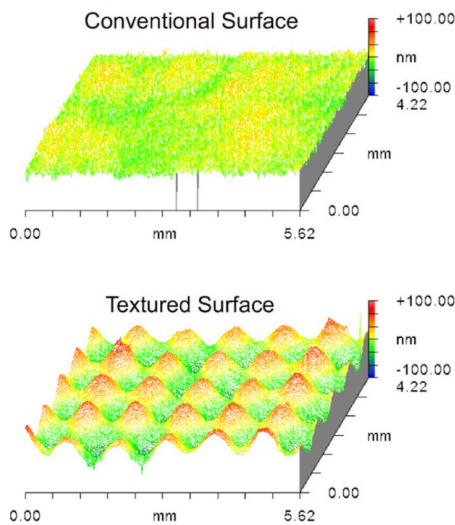 Conventional Surface
+100.00
nm
-100.00
4.22
mm
0.00
0.00 mm 5.62
Textured Surface
+100.00
nm
-100.00
4.22
mm
0.00
0.00 mm 5.62